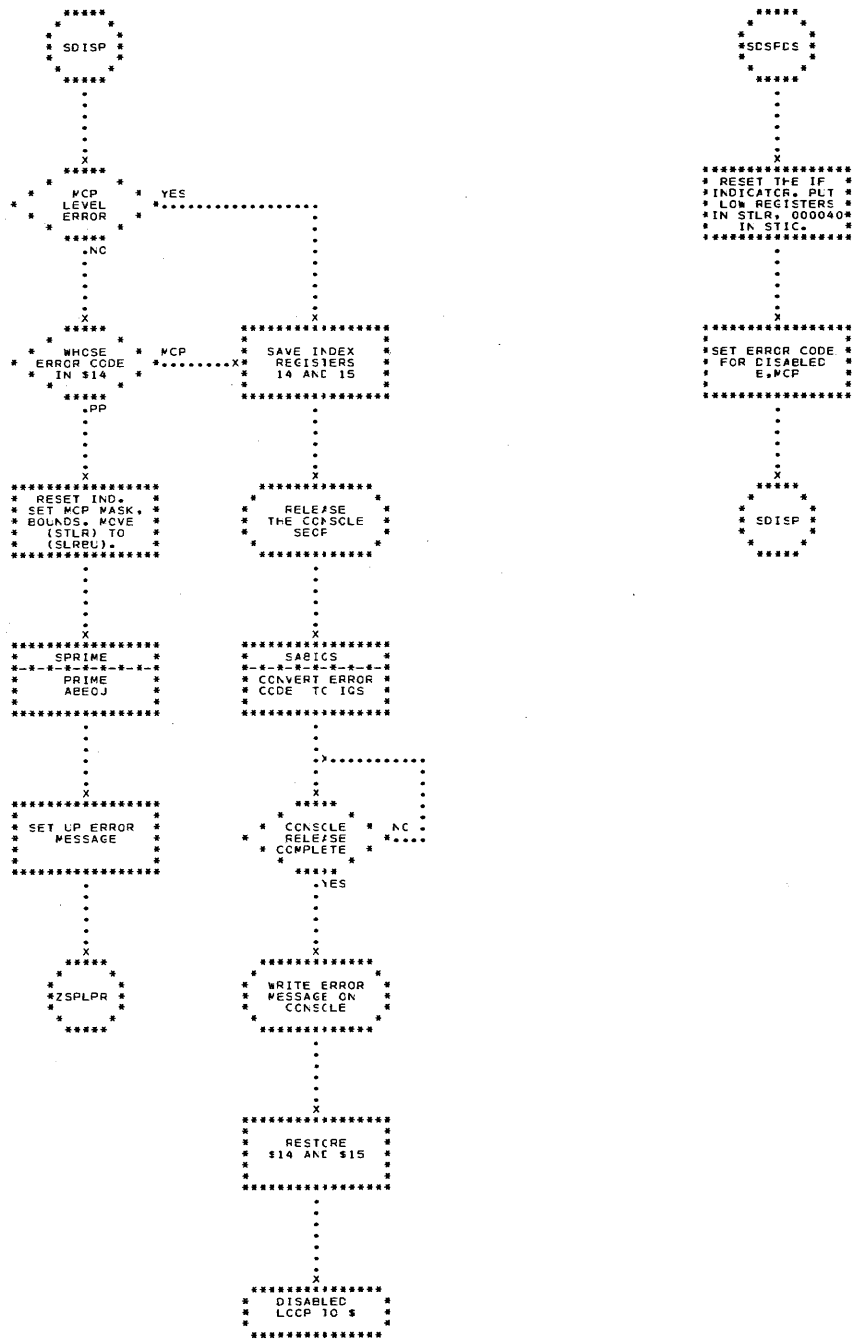 SDISP
MCP
LEVEL
ERROR
YES
NO
WHOSE
ERROR CODE
IN $14
MCP
PP
SAVE INDEX
REGISTERS
14 AND 15
RESET IND.
SET MCP MASK,
BOUNDS. MOVE
(STLR) TO
(SLRBU).
RELEASE
THE CONSOLE
SPRIME
PRIME
ABEOJ
CONVERT ERROR
CODE TO IQS
SET UP ERROR
MESSAGE
CONSOLE
RELEASE
COMPLETE
NO
YES
ZSPLPR
WRITE ERROR
MESSAGE ON
CONSOLE
RESTORE
$14 AND $15
DISABLED
LOOP TO $
RESET THE IF
INDICATOR. PUT
LOW REGISTERS
IN STLR, 000040
IN STIC.
SET ERROR CODE
FOR DISABLED
E,MCP
SDISP